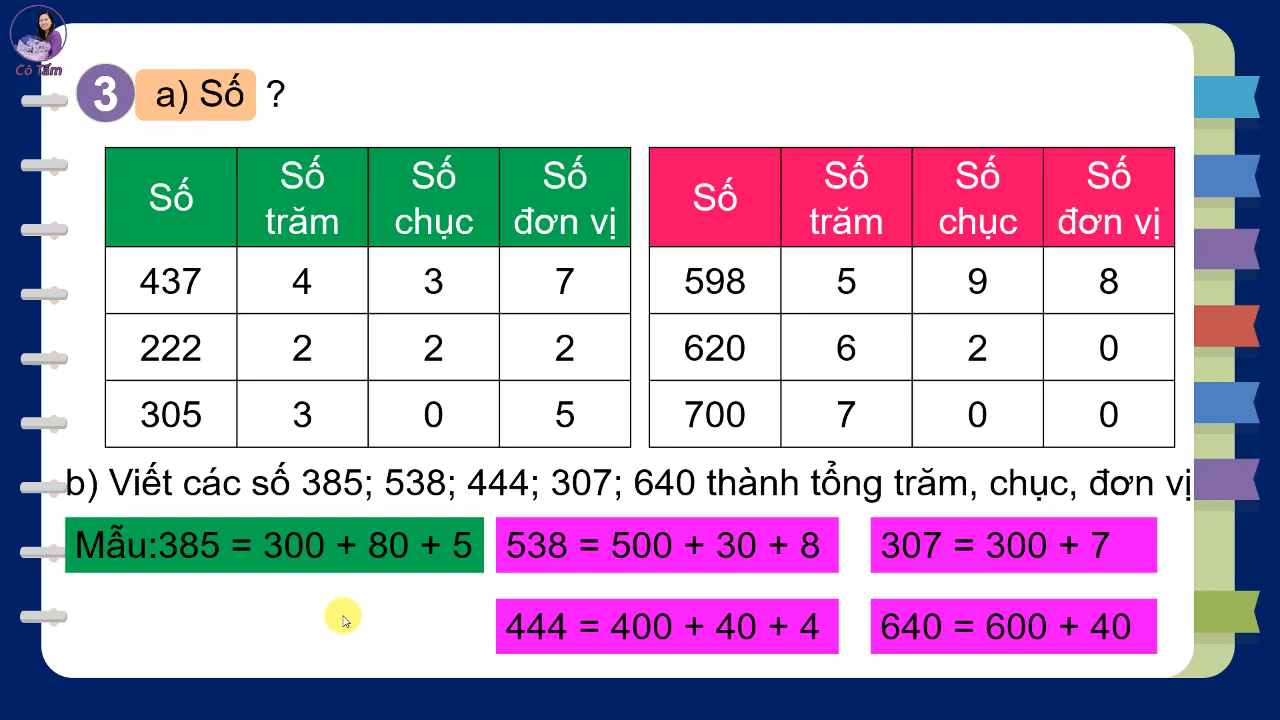 Cô Tấm
3 a) Số ?
Số Số trăm Số chục Số đơn vị
437 4 3 7
222 2 2 2
305 3 0 5
Số Số trăm Số chục Số đơn vị
598 5 9 8
620 6 2 0
700 7 0 0
b) Viết các số 385; 538; 444; 307; 640 thành tổng trăm, chục, đơn vị
Mẫu:385 = 300 + 80 + 5
538 = 500 + 30 + 8
307 = 300 + 7
444 = 400 + 40 + 4
640 = 600 + 40